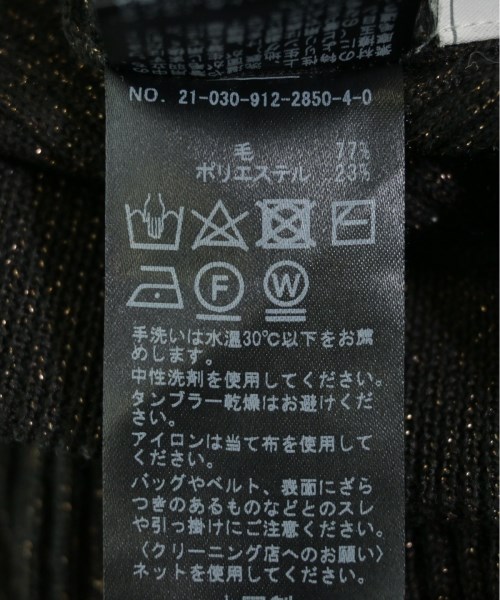 NO. 21-030-912-2850-4-0
毛 77%
ポリエステル 23%
F W
手洗いは水温30℃以下をお薦
めします。
中性洗剤を使用してください。
タンブラー乾燥はお避けくだ
さい。
アイロンは当て布を使用して
ください。
バッグやベルト、表面にざら
つきのあるものなどとのスレ
や引っ掛けにご注意ください。
〈クリーニング店へのお願い〉
ネットを使用してください。